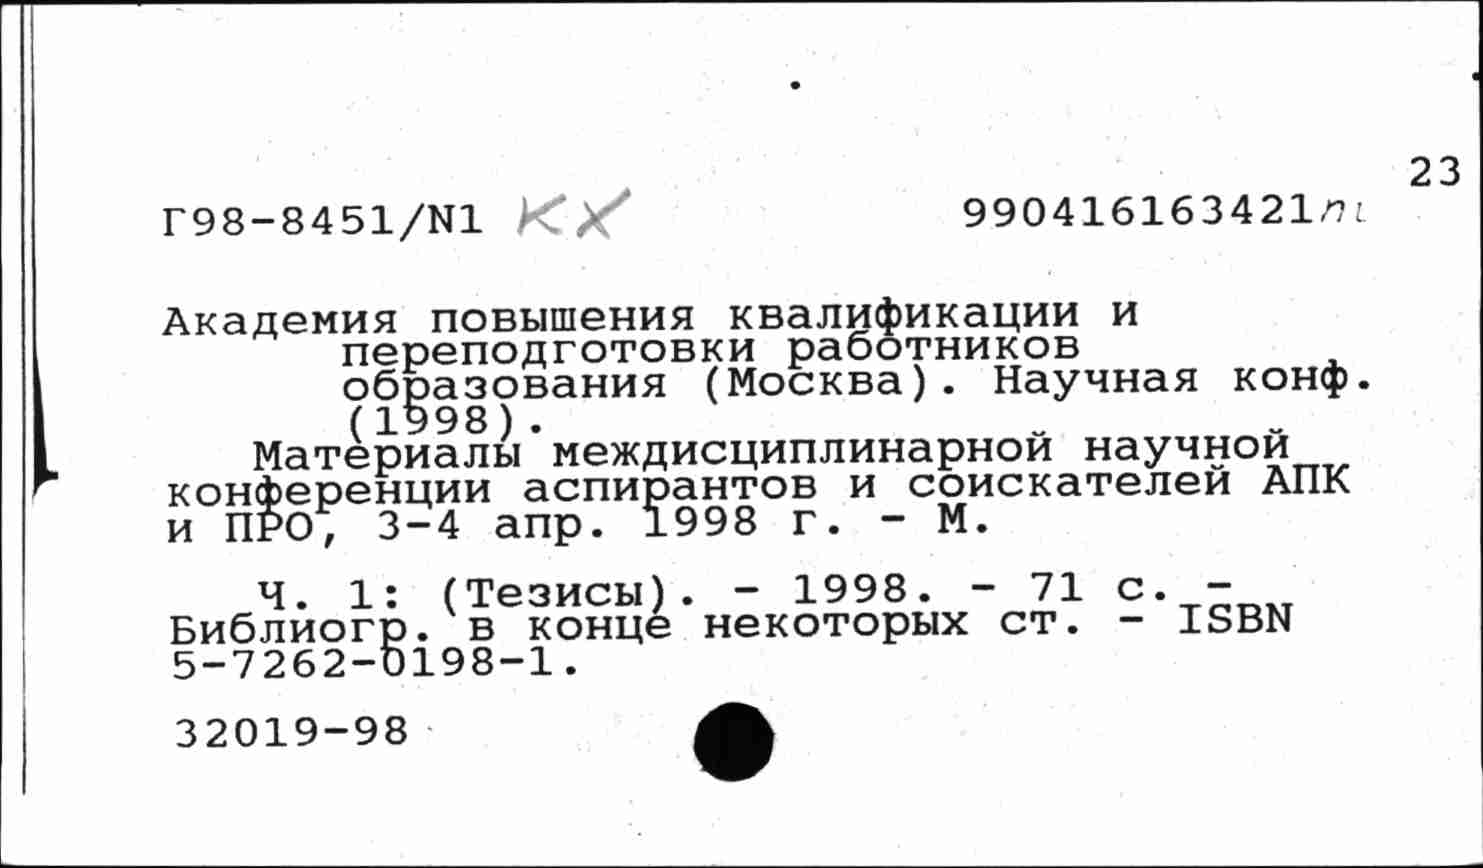 23
Г98-8451/N1 КХ 990416163421
Академия повышения квалификации и
переподготовки работников
образования (Москва). Научная конф.
(1998).
Материалы междисциплинарной научной
конференции аспирантов и соискателей АПК
и ПРО, 3-4 апр. 1998 г. - М.
Ч. 1: (Тезисы). - 1998. - 71 с. -
Библиогр. в конце некоторых ст. - ISBN
5-7262-0198-1.
32019-98